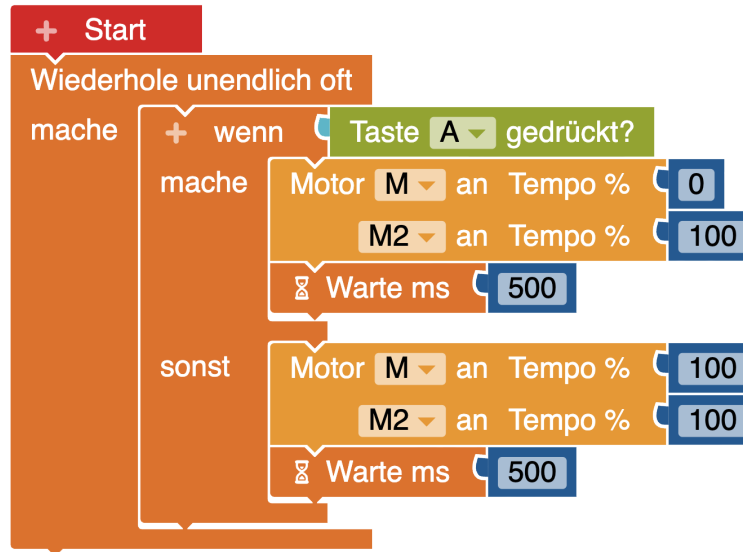 + Start
Wiederhole unendlich oft
mache + wenn Taste A gedrückt?
mache Motor M an Tempo % 0
M2 an Tempo % 100
Warte ms 500
sonst Motor M an Tempo % 100
M2 an Tempo % 100
Warte ms 500